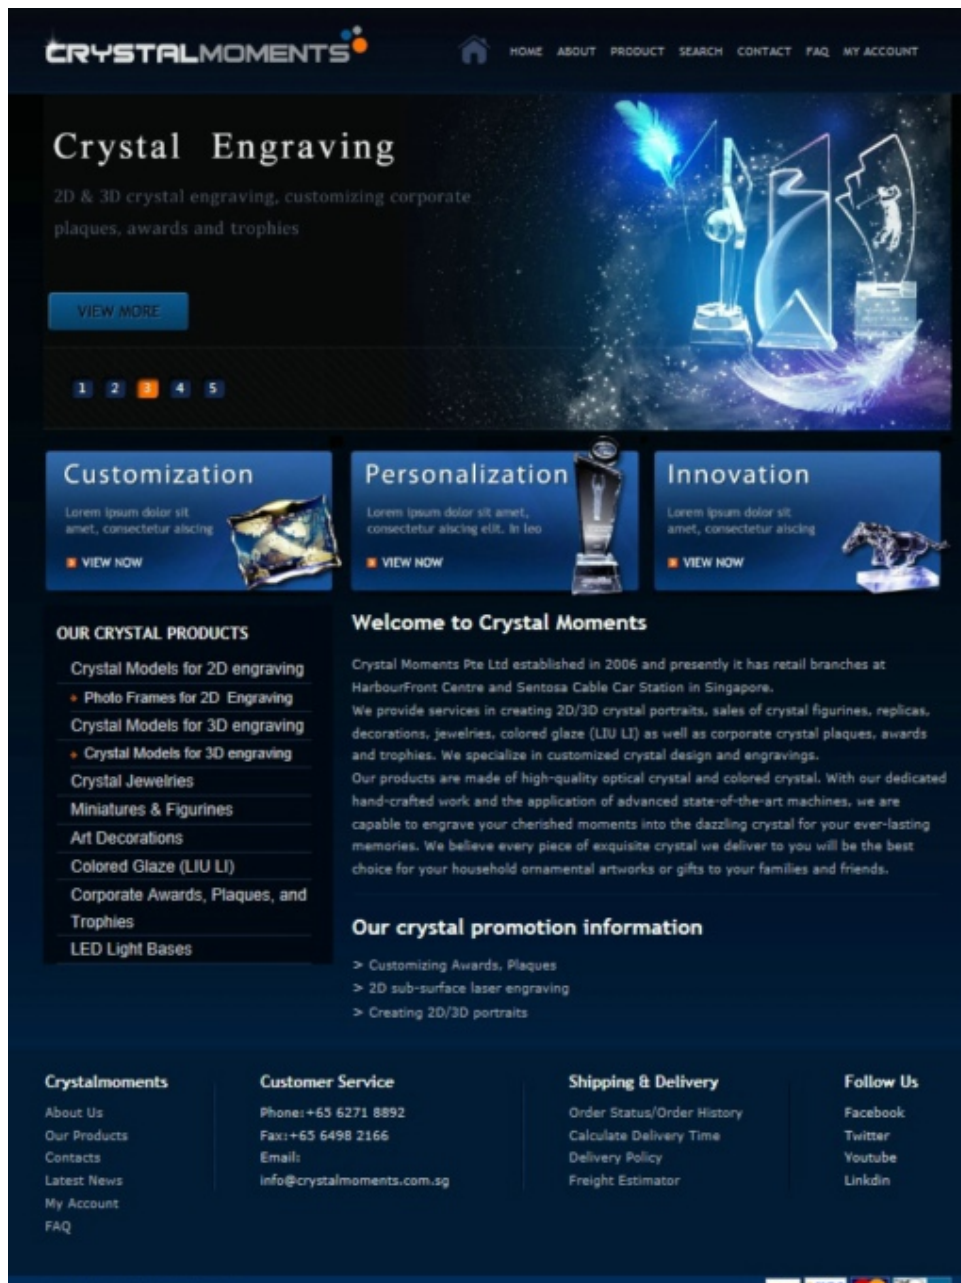 CRYSTALMOMENTS
HOME ABOUT PRODUCT SEARCH CONTACT FAQ MY ACCOUNT
Crystal Engraving
2D & 3D crystal engraving, customizing corporate
plaques, awards and trophies
VIEW MORE
1 2 3 4 5
Customization
Lorem ipsum dolor sit
amet, consectetur aiscing
VIEW NOW
Personalization
Lorem ipsum dolor sit amet,
consectetur aiscing elit. In leo
VIEW NOW
Innovation
Lorem ipsum dolor sit
amet, consectetur aiscing
VIEW NOW
OUR CRYSTAL PRODUCTS
Crystal Models for 2D engraving
Photo Frames for 2D Engraving
Crystal Models for 3D engraving
Crystal Models for 3D engraving
Crystal Jewelries
Miniatures & Figurines
Art Decorations
Colored Glaze (LIU LI)
Corporate Awards, Plaques, and
Trophies
LED Light Bases
Welcome to Crystal Moments
Crystal Moments Pte Ltd established in 2006 and presently it has retail branches at
HarbourFront Centre and Sentosa Cable Car Station in Singapore.
We provide services in creating 2D/3D crystal portraits, sales of crystal figurines, replicas,
decorations, jewelries, colored glaze (LIU LI) as well as corporate crystal plaques, awards
and trophies. We specialize in customized crystal design and engravings.
Our products are made of high-quality optical crystal and colored crystal. With our dedicated
hand-crafted work and the application of advanced state-of-the-art machines, we are
capable to engrave your cherished moments into the dazzling crystal for your ever-lasting
memories. We believe every piece of exquisite crystal we deliver to you will be the best
choice for your household ornamental artworks or gifts to your families and friends.
Our crystal promotion information
> Customizing Awards, Plaques
> 2D sub-surface laser engraving
> Creating 2D/3D portraits
Crystalmoments
About Us
Our Products
Contacts
Latest News
My Account
FAQ
Customer Service
Phone:+65 6271 8892
Fax:+65 6498 2166
Email:
info@crystalmoments.com.sg
Shipping & Delivery
Order Status/Order History
Calculate Delivery Time
Delivery Policy
Freight Estimator
Follow Us
Facebook
Twitter
Youtube
Linkdin